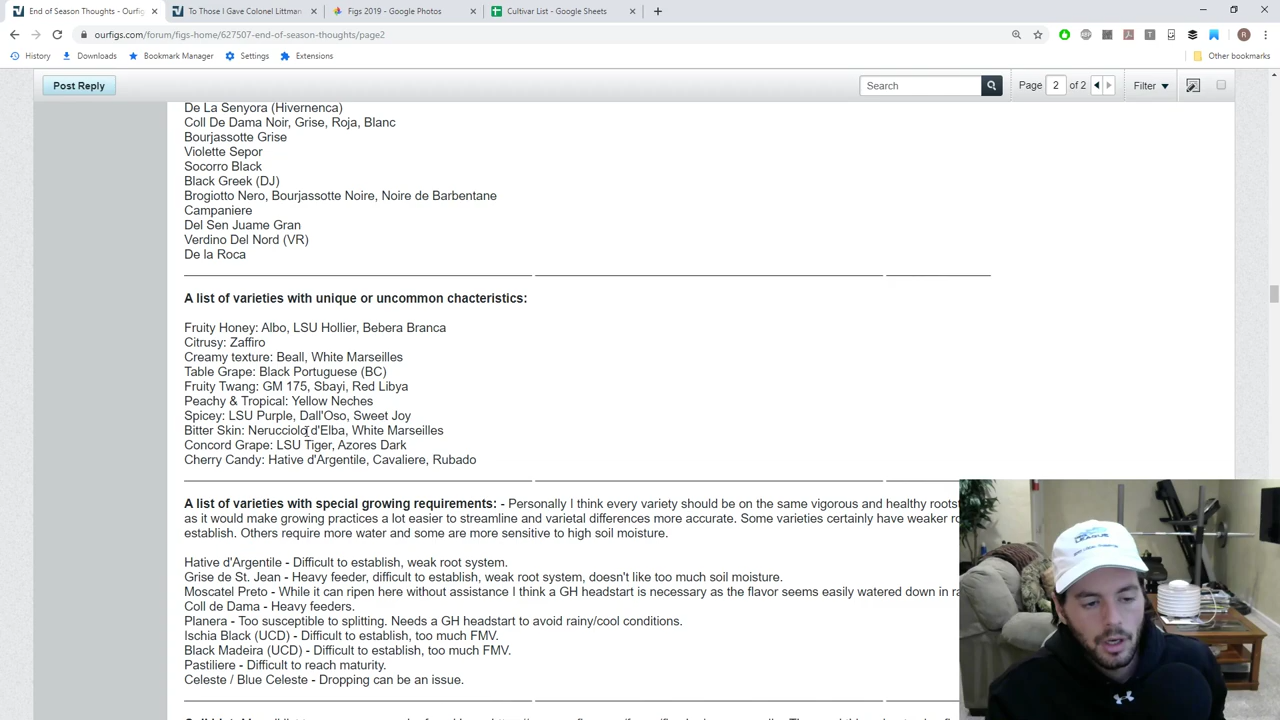 End of Season Thoughts - Ourfig
To Those I Gave Colonel Littman
Figs 2019 - Google Photos
Cultivar List - Google Sheets
ourfigs.com/forum/figs-home/627507-end-of-season-thoughts/page2
History
Downloads
Bookmark Manager
Settings
Extensions
Other bookmarks
Post Reply
Search
Page 2 of 2
Filter
De La Senyora (Hivernenca)
Coll De Dama Noir, Grise, Roja, Blanc
Bourjassotte Grise
Violette Sepor
Socorro Black
Black Greek (DJ)
Brogiotto Nero, Bourjassotte Noire, Noire de Barbentane
Campaniere
Del Sen Juame Gran
Verdino Del Nord (VR)
De la Roca
A list of varieties with unique or uncommon chacteristics:
Fruity Honey: Albo, LSU Hollier, Bebera Branca
Citrusy: Zaffiro
Creamy texture: Beall, White Marseilles
Table Grape: Black Portuguese (BC)
Fruity Twang: GM 175, Sbayi, Red Libya
Peachy & Tropical: Yellow Neches
Spicey: LSU Purple, Dall'Oso, Sweet Joy
Bitter Skin: Nerucciolo d'Elba, White Marseilles
Concord Grape: LSU Tiger, Azores Dark
Cherry Candy: Hative d'Argentile, Cavaliere, Rubado
A list of varieties with special growing requirements: - Personally I think every variety should be on the same vigorous and healthy roots
as it would make growing practices a lot easier to streamline and varietal differences more accurate. Some varieties certainly have weaker ro
establish. Others require more water and some are more sensitive to high soil moisture.
Hative d'Argentile - Difficult to establish, weak root system.
Grise de St. Jean - Heavy feeder, difficult to establish, weak root system, doesn't like too much soil moisture.
Moscatel Preto - While it can ripen here without assistance I think a GH headstart is necessary as the flavor seems easily watered down in ra
Coll de Dama - Heavy feeders.
Planera - Too susceptible to splitting. Needs a GH headstart to avoid rainy/cool conditions.
Ischia Black (UCD) - Difficult to establish, too much FMV.
Black Madeira (UCD) - Difficult to establish, too much FMV.
Pastiliere - Difficult to reach maturity.
Celeste / Blue Celeste - Dropping can be an issue.